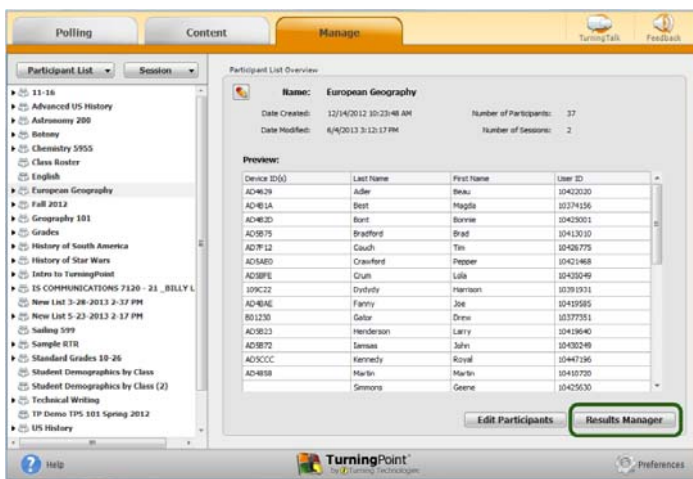 Polling Content Manage TurningTalk Feedback
Participant List Session
11-16
Advanced US History
Astronomy 200
Botony
Chemistry 5955
Class Roster
English
European Geography
Fall 2012
Geography 101
Grades
History of South America
History of Star Wars
Intro to TurningPoint
IS COMMUNICATIONS 7120 - 21 _BILLY L
New List 3-28-2013 2-37 PM
New List 5-23-2013 2-17 PM
Sailing 599
Sample RTR
Standard Grades 10-26
Student Demographics by Class
Student Demographics by Class (2)
Technical Writing
TP Demo TPS 101 Spring 2012
US History
Participant List Overview
Name: European Geography
Date Created: 12/14/2012 10:23:48 AM Number of Participants: 37
Date Modified: 6/4/2013 3:12:17 PM Number of Sessions: 2
Preview:
Device ID(s) Last Name First Name User ID
AD4629 Adler Beau 10422020
AD4B1A Best Magda 10374156
AD4B2D Bont Bonnie 10425001
AD5B75 Bradford Brad 10413010
AD7F12 Couch Tim 10426775
AD5AE0 Crawford Pepper 10421468
AD5BFE Crum Lola 10435049
109C22 Dydydy Harrison 10391931
AD4BAE Fanny Joe 10419585
B01230 Gator Drew 10377351
AD5B23 Henderson Larry 10419640
AD5B72 Iamsas John 10430249
AD5CCC Kennedy Royal 10447196
AD4858 Martin Martin 10410720
Simmons Geene 10425630
Edit Participants Results Manager
Help TurningPoint Preferences
by Turning Technologies